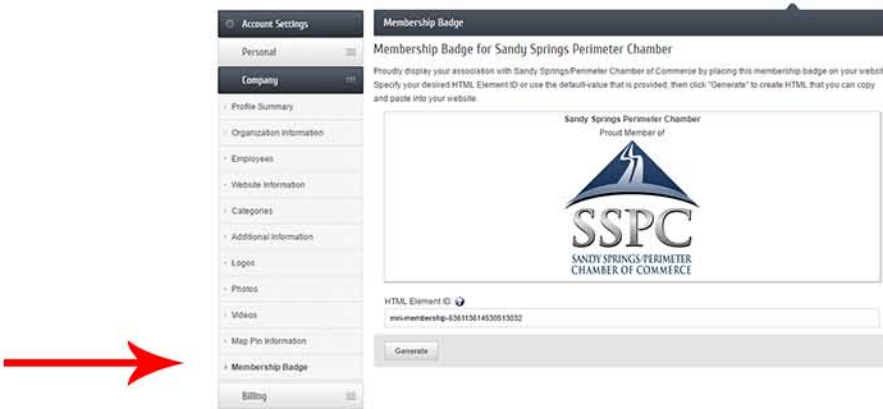 Account Settings
Personal
Company
Profile Summary
Organization Information
Employees
Website Information
Categories
Additional Information
Logos
Photos
Videos
Map Pin Information
Membership Badge
Billing
Membership Badge
Membership Badge for Sandy Springs Perimeter Chamber
Proudly display your association with Sandy Springs/Perimeter Chamber of Commerce by placing this membership badge on your
Specify your desired HTML Element ID or use the default-value that is provided, then click "Generate" to create HTML that you can copy
and paste into your website.
Sandy Springs Perimeter Chamber
Proud Member of
SSPC
SANDY SPRINGS/PERIMETER
CHAMBER OF COMMERCE
HTML Element ID
Generate